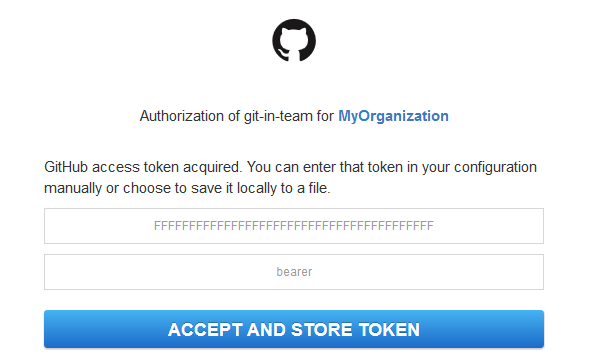 Authorization of git-in-team for MyOrganization
GitHub access token acquired. You can enter that token in your configuration
manually or choose to save it locally to a file.
FFFFFFFFFFFFFFFFFFFFFFFFFFFFFFFFFFFFFFFF
bearer
ACCEPT AND STORE TOKEN